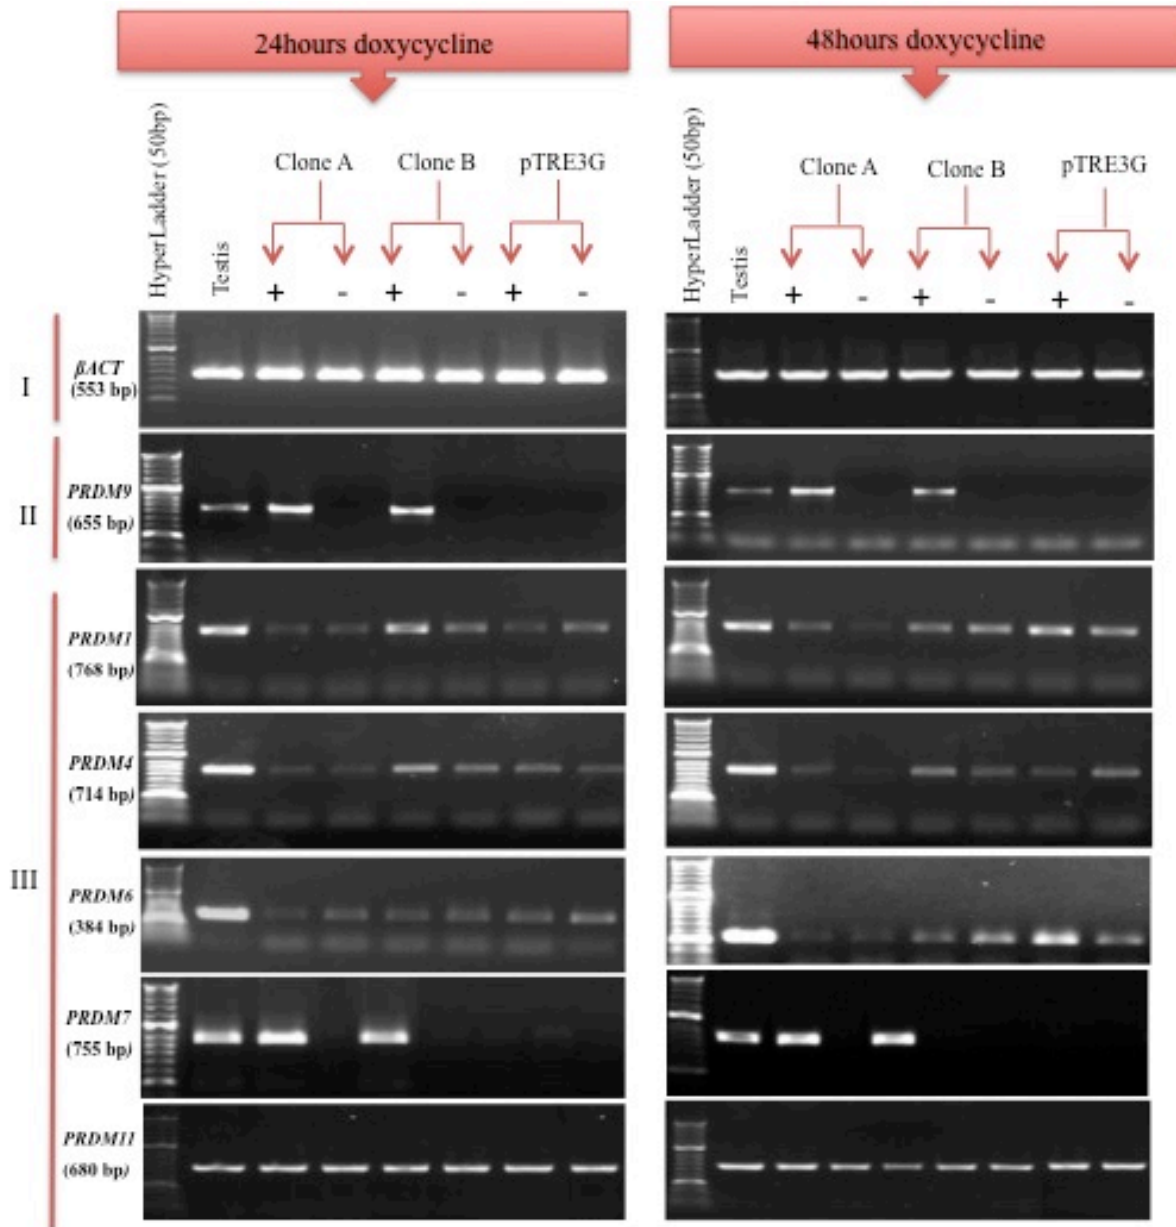 24hours doxycycline
48hours doxycycline
HyperLadder (50bp)
Testis
Clone A
Clone B
pTRE3G
+ - + - + -
HyperLadder (50bp)
Testis
Clone A
Clone B
pTRE3G
+ - + - + -
I
βACT
(553 bp)
II
PRDM9
(655 bp)
III
PRDM1
(768 bp)
PRDM4
(714 bp)
PRDM6
(384 bp)
PRDM7
(755 bp)
PRDM11
(680 bp)